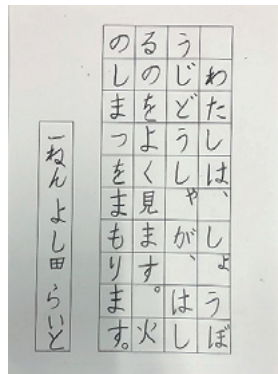 わたしは、しょうぼ
うじどうしゃが、はし
るのをよく見ます。火
のしまつをまもります。
一ねん よし田 らいと